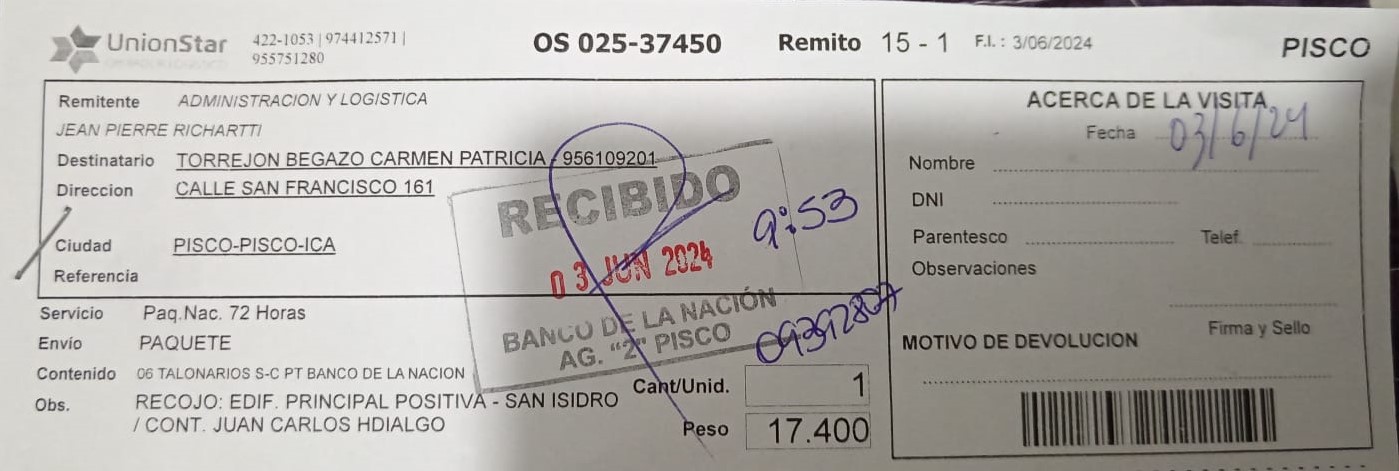 UnionStar
422-1053 | 974412571 |
955751280
OS 025-37450
Remito 15 - 1
F.I. : 3/06/2024
PISCO
Remitente ADMINISTRACION Y LOGISTICA
JEAN PIERRE RICHARTTI
Destinatario TORREJON BEGAZO CARMEN PATRICIA - 956109201
Direccion CALLE SAN FRANCISCO 161
Ciudad PISCO-PISCO-ICA
Referencia
RECIBIDO
03 JUN 2024
BANCO DE LA NACIÓN
AG. "2" PISCO
9:53
Servicio Paq.Nac. 72 Horas
Envío PAQUETE
Contenido 06 TALONARIOS S-C PT BANCO DE LA NACION
Obs. RECOJO: EDIF. PRINCIPAL POSITIVA - SAN ISIDRO
/ CONT. JUAN CARLOS HDIALGO
Cant/Unid. 1
Peso 17.400
ACERCA DE LA VISITA
Fecha 03/6/24
Nombre
DNI
Parentesco Telef.
Observaciones
Firma y Sello
MOTIVO DE DEVOLUCION